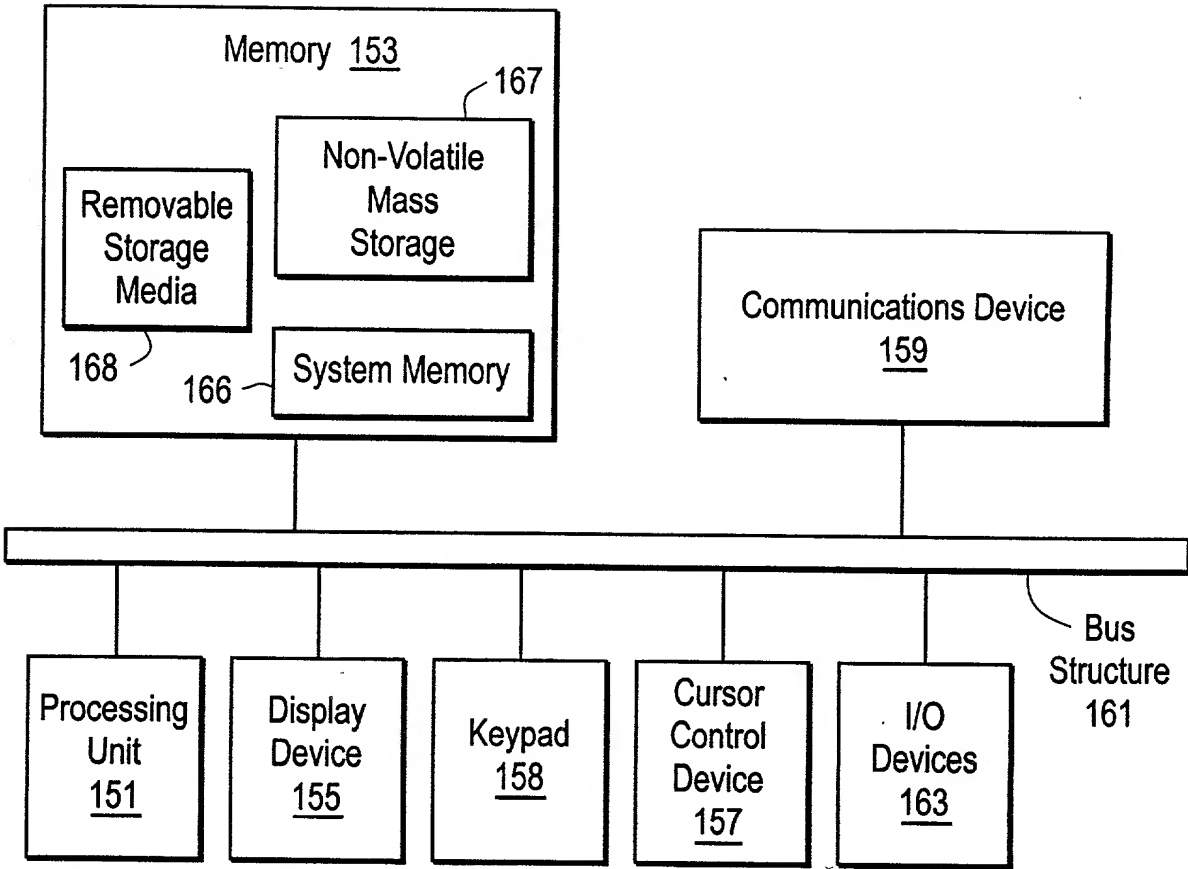 Memory 153
167
Non-Volatile
Mass
Storage
Removable
Storage
Media
168
166
System Memory
Communications Device
159
Bus
Structure
161
Processing
Unit
151
Display
Device
155
Keypad
158
Cursor
Control
Device
157
I/O
Devices
163